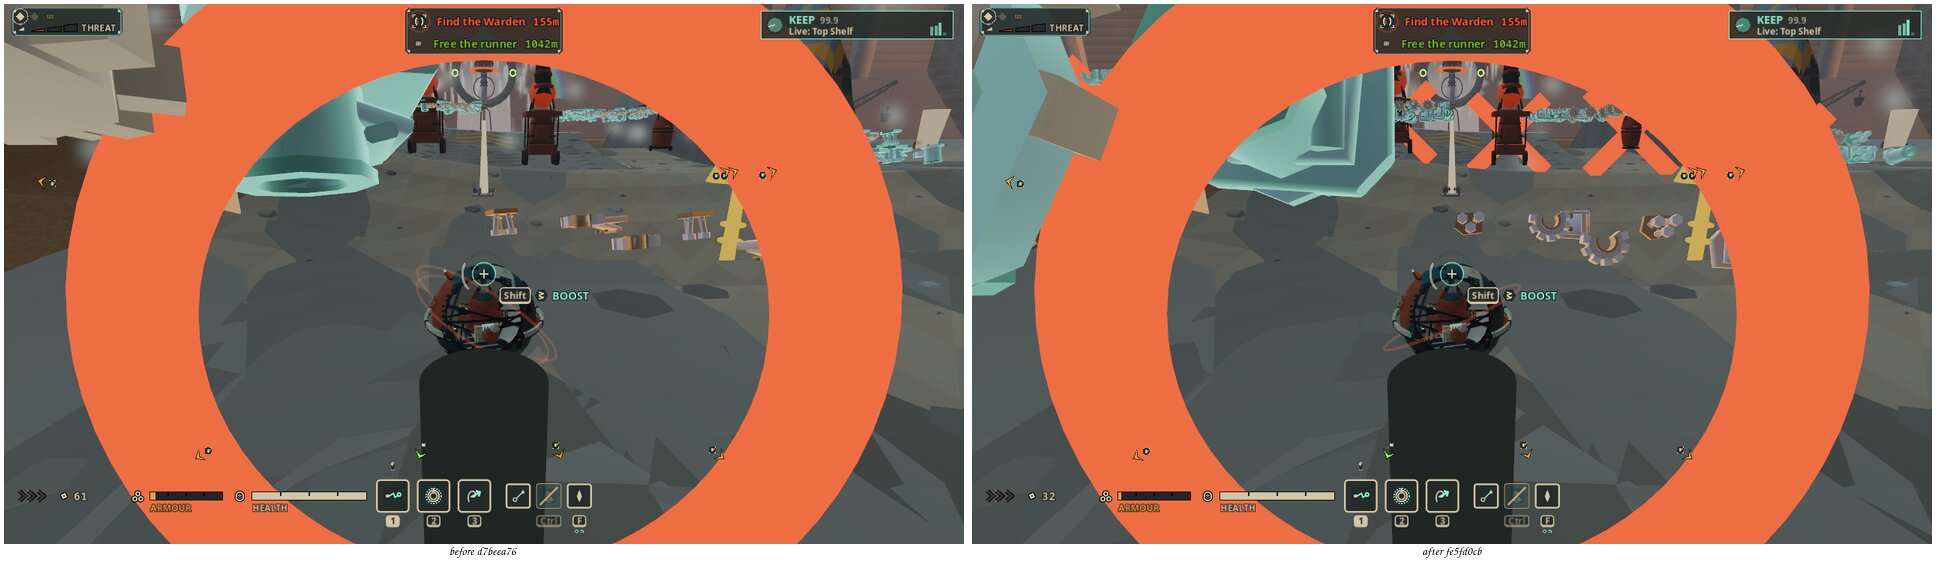 THREAT
Find the Warden 155m
Free the runner 1042m
KEEP 99.9
Live: Top Shelf
Shift BOOST
61
ARMOUR
HEALTH
1 2 3 Ctrl F
before d7beea76
THREAT
Find the Warden 155m
Free the runner 1042m
KEEP 99.9
Live: Top Shelf
Shift BOOST
32
ARMOUR
HEALTH
1 2 3 Ctrl F
after fe5fd0cb